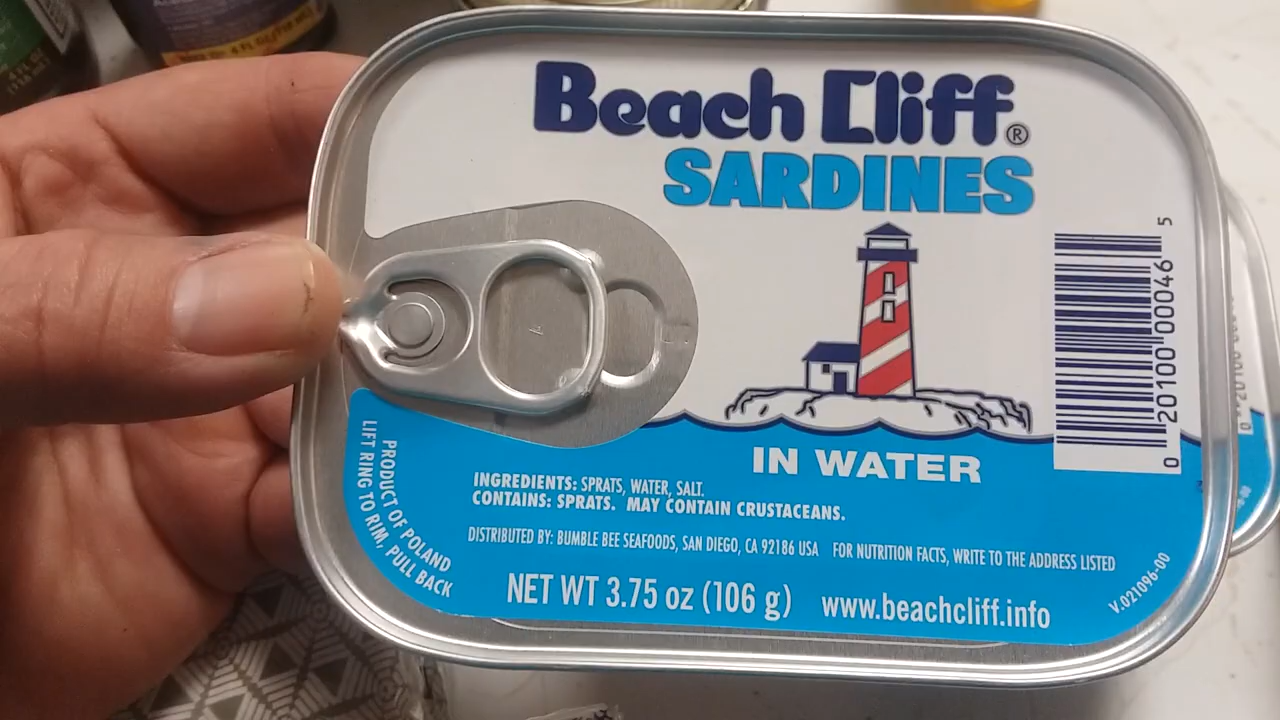 Beach Cliff®
SARDINES
IN WATER
INGREDIENTS: SPRATS, WATER, SALT.
CONTAINS: SPRATS. MAY CONTAIN CRUSTACEANS.
DISTRIBUTED BY: BUMBLE BEE SEAFOODS, SAN DIEGO, CA 92186 USA FOR NUTRITION FACTS, WRITE TO THE ADDRESS LISTED
NET WT 3.75 oz (106 g) www.beachcliff.info
PRODUCT OF POLAND
LIFT RING TO RIM, PULL BACK
0 20100 00046 5
V.021096-00